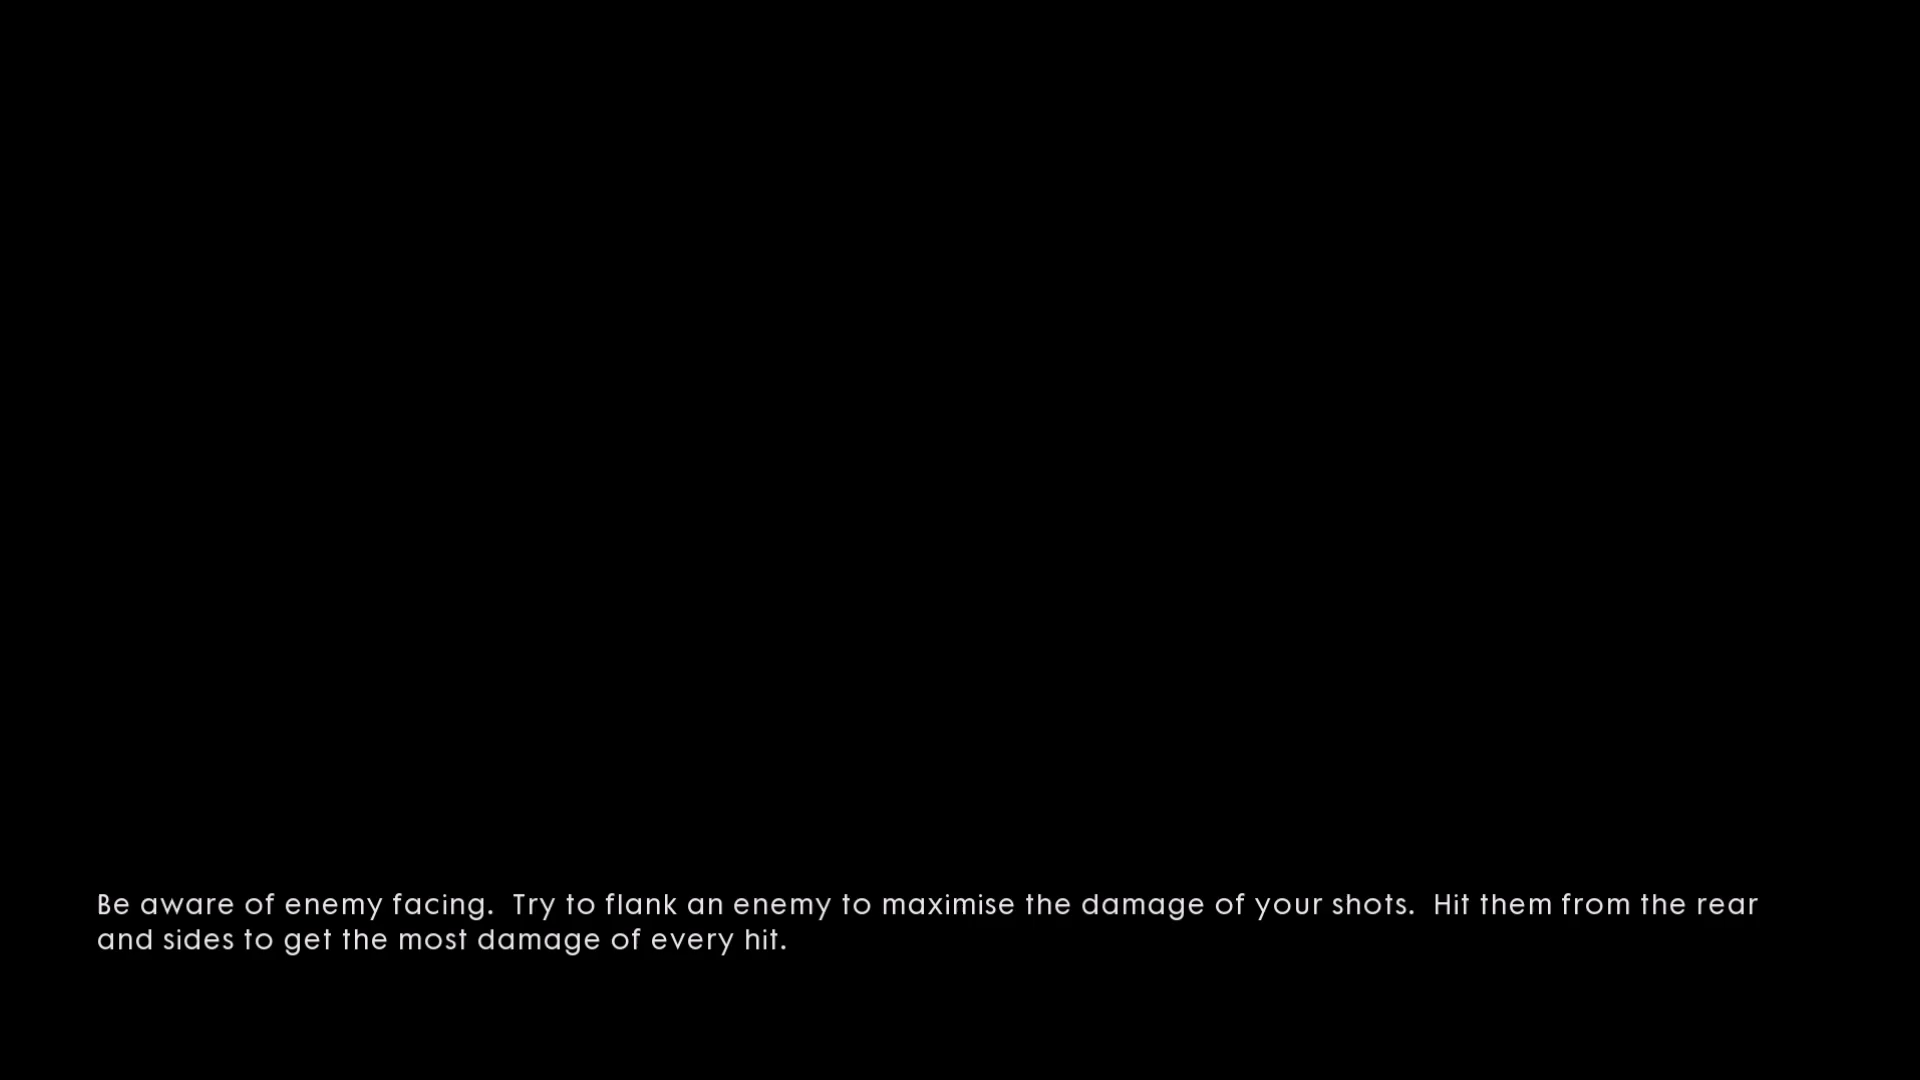 Be aware of enemy facing.  Try to flank an enemy to maximise the damage of your shots.  Hit them from the rear
and sides to get the most damage of every hit.